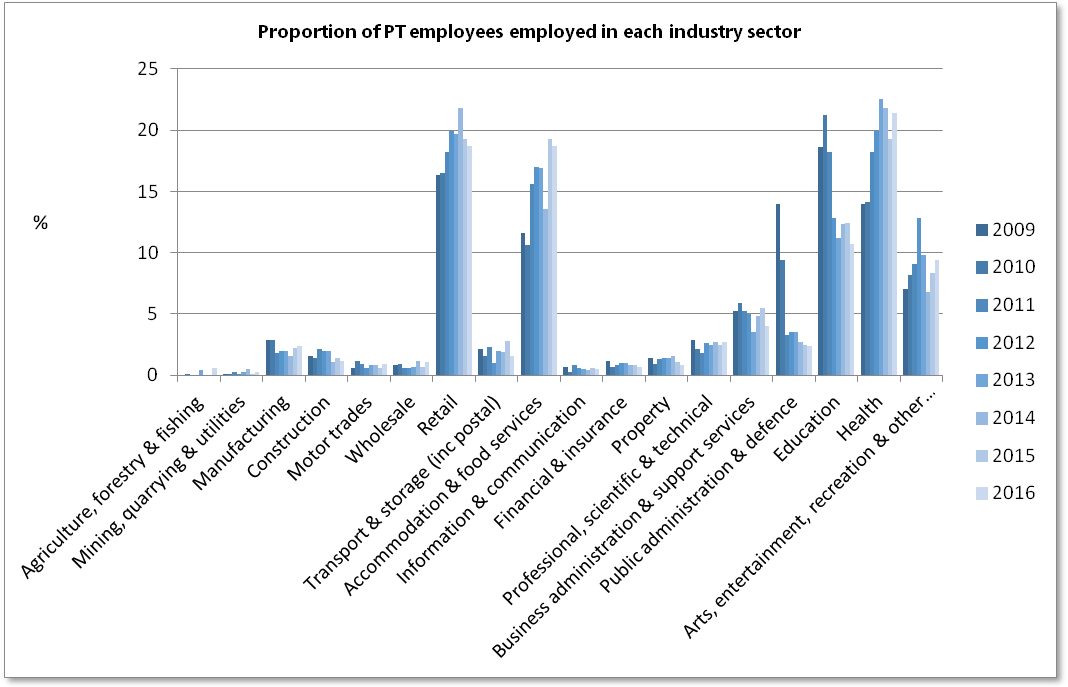 Proportion of PT employees employed in each industry sector
25
20
15
10
5
0
%
Agriculture, forestry & fishing
Mining, quarrying & utilities
Manufacturing
Construction
Motor trades
Wholesale
Retail
Transport & storage (inc postal)
Accommodation & food services
Information & communication
Financial & insurance
Property
Professional, scientific & technical
Business administration & support services
Public administration & defence
Education
Health
Arts, entertainment, recreation & other...
2009
2010
2011
2012
2013
2014
2015
2016